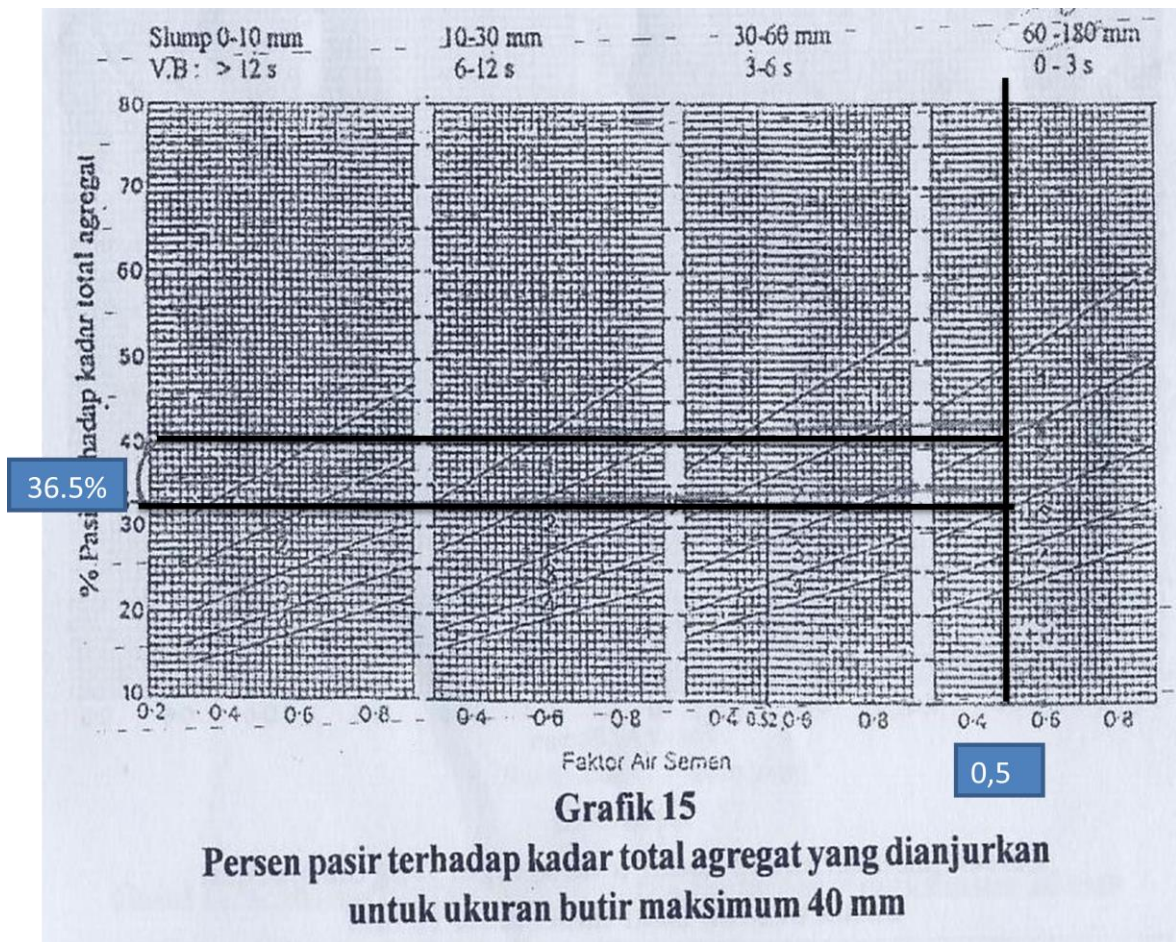 Slump 0-10 mm 10-30 mm 30-60 mm 60-180 mm
V.B : > 12 s 6-12 s 3-6 s 0 - 3 s
80
70
60
50
40
30
20
10
% Pasir hadap kadar total agregat
36.5%
0·2 0·4 0·6 0·8 0·4 0·6 0·8 0·4 0.52 0·6 0·8 0·4 0·6 0·8
Faktor Air Semen
0,5
Grafik 15
Persen pasir terhadap kadar total agregat yang dianjurkan
untuk ukuran butir maksimum 40 mm